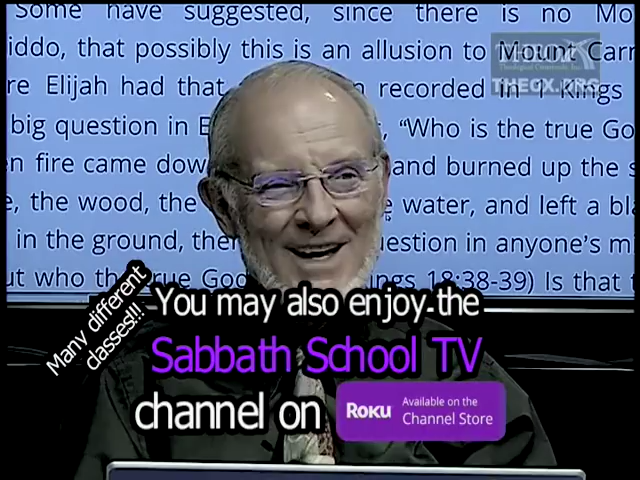 Some have suggested, since there is no Mo
iddo, that possibly this is an allusion to Mount Carm
re Elijah had that n recorded in 1 Kings
big question in E , "Who is the true Go
n fire came dow and burned up the s
e, the wood, the e water, and left a bla
in the ground, the uestion in anyone's m
ut who the rue Go ings 18:38-39) Is that
THEOX.ORG
Many different
classes!!!
You may also enjoy the
Sabbath School TV
channel on
ROKU
Available on the
Channel Store